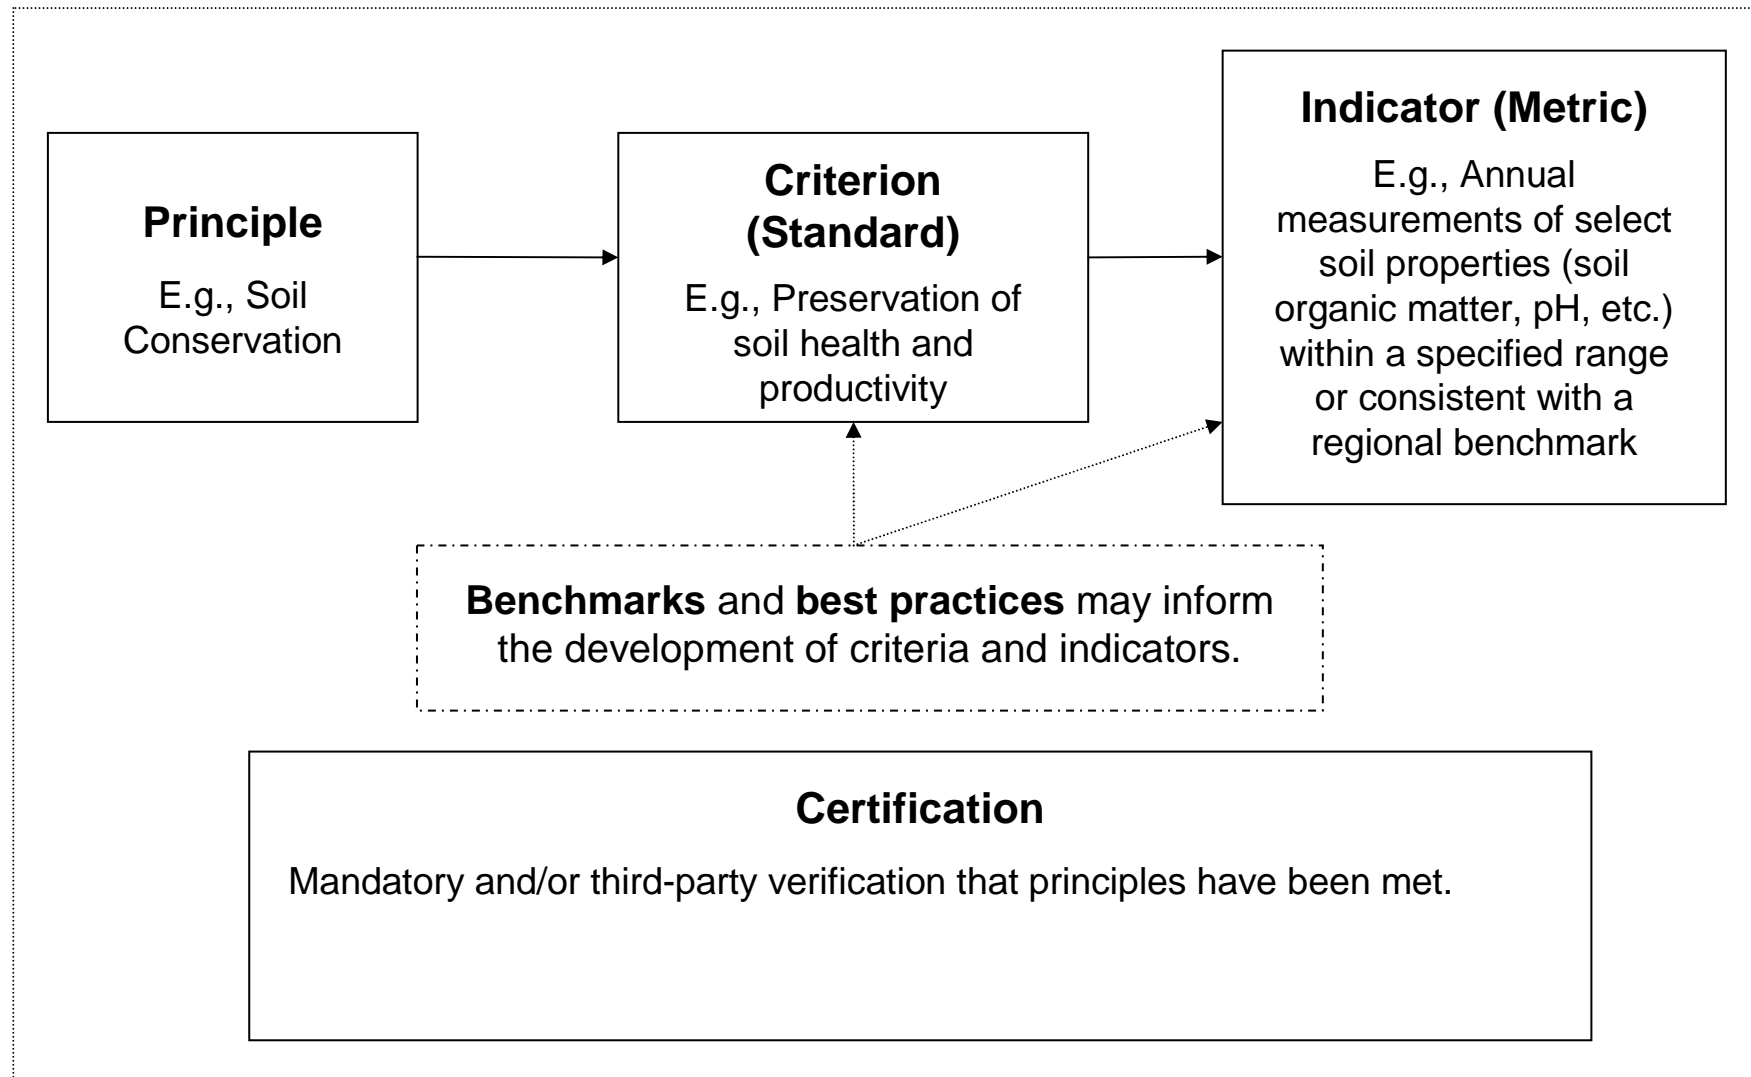 Principle
E.g., Soil
Conservation
Criterion
(Standard)
E.g., Preservation of
soil health and
productivity
Indicator (Metric)
E.g., Annual
measurements of select
soil properties (soil
organic matter, pH, etc.)
within a specified range
or consistent with a
regional benchmark
Benchmarks and best practices may inform
the development of criteria and indicators.
Certification
Mandatory and/or third-party verification that principles have been met.